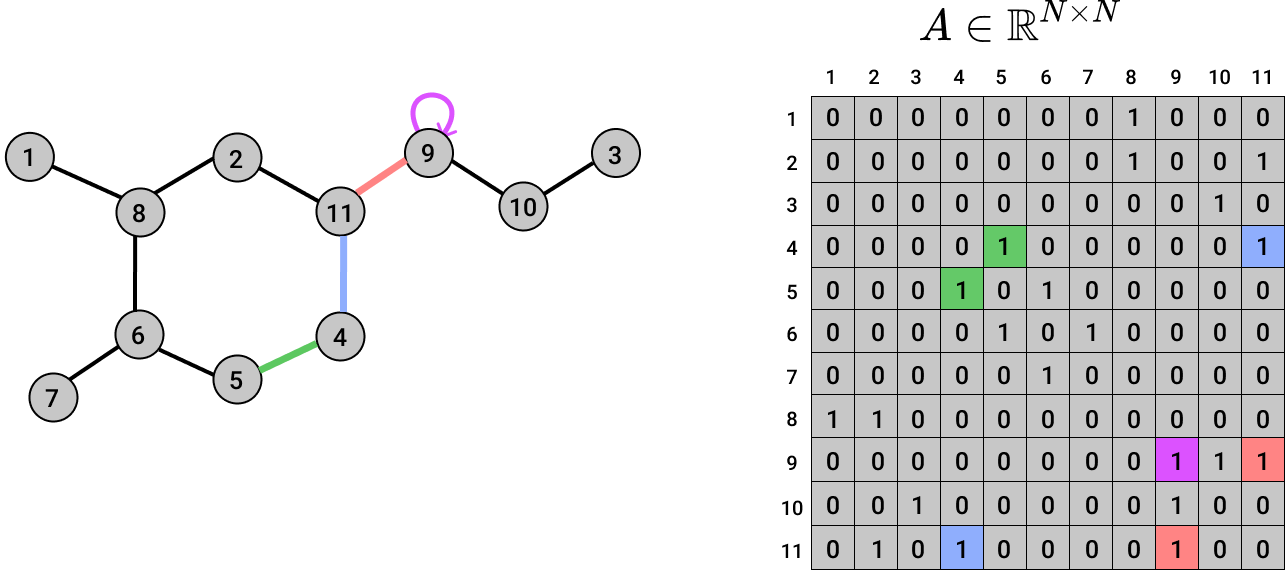 A ∈ ℝ^{N×N}
1 2 3 4 5 6 7 8 9 10 11
1 0 0 0 0 0 0 0 1 0 0 0
2 0 0 0 0 0 0 0 1 0 0 1
3 0 0 0 0 0 0 0 0 0 1 0
4 0 0 0 0 1 0 0 0 0 0 1
5 0 0 0 1 0 1 0 0 0 0 0
6 0 0 0 0 1 0 1 0 0 0 0
7 0 0 0 0 0 1 0 0 0 0 0
8 1 1 0 0 0 0 0 0 0 0 0
9 0 0 0 0 0 0 0 0 1 1 1
10 0 0 1 0 0 0 0 0 1 0 0
11 0 1 0 1 0 0 0 0 1 0 0
1
2
9
3
8
11
10
6
4
5
7